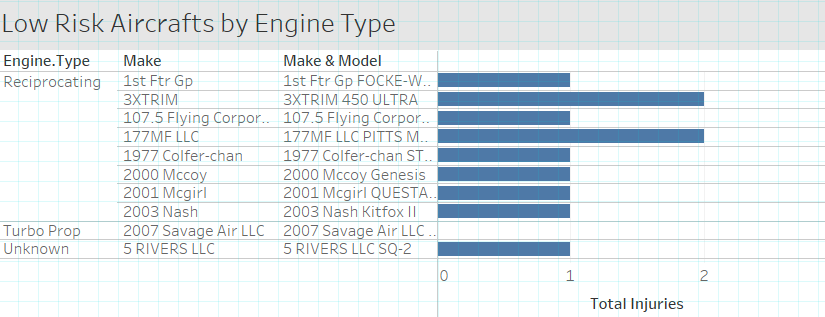 Low Risk Aircrafts by Engine Type
Engine.Type Make Make & Model
Reciprocating 1st Ftr Gp 1st Ftr Gp FOCKE-W..
3XTRIM 3XTRIM 450 ULTRA
107.5 Flying Corpor.. 107.5 Flying Corpor..
177MF LLC 177MF LLC PITTS M..
1977 Colfer-chan 1977 Colfer-chan ST..
2000 Mccoy 2000 Mccoy Genesis
2001 Mcgirl 2001 Mcgirl QUESTA..
2003 Nash 2003 Nash Kitfox II
Turbo Prop 2007 Savage Air LLC 2007 Savage Air LLC ..
Unknown 5 RIVERS LLC 5 RIVERS LLC SQ-2
0 1 2
Total Injuries